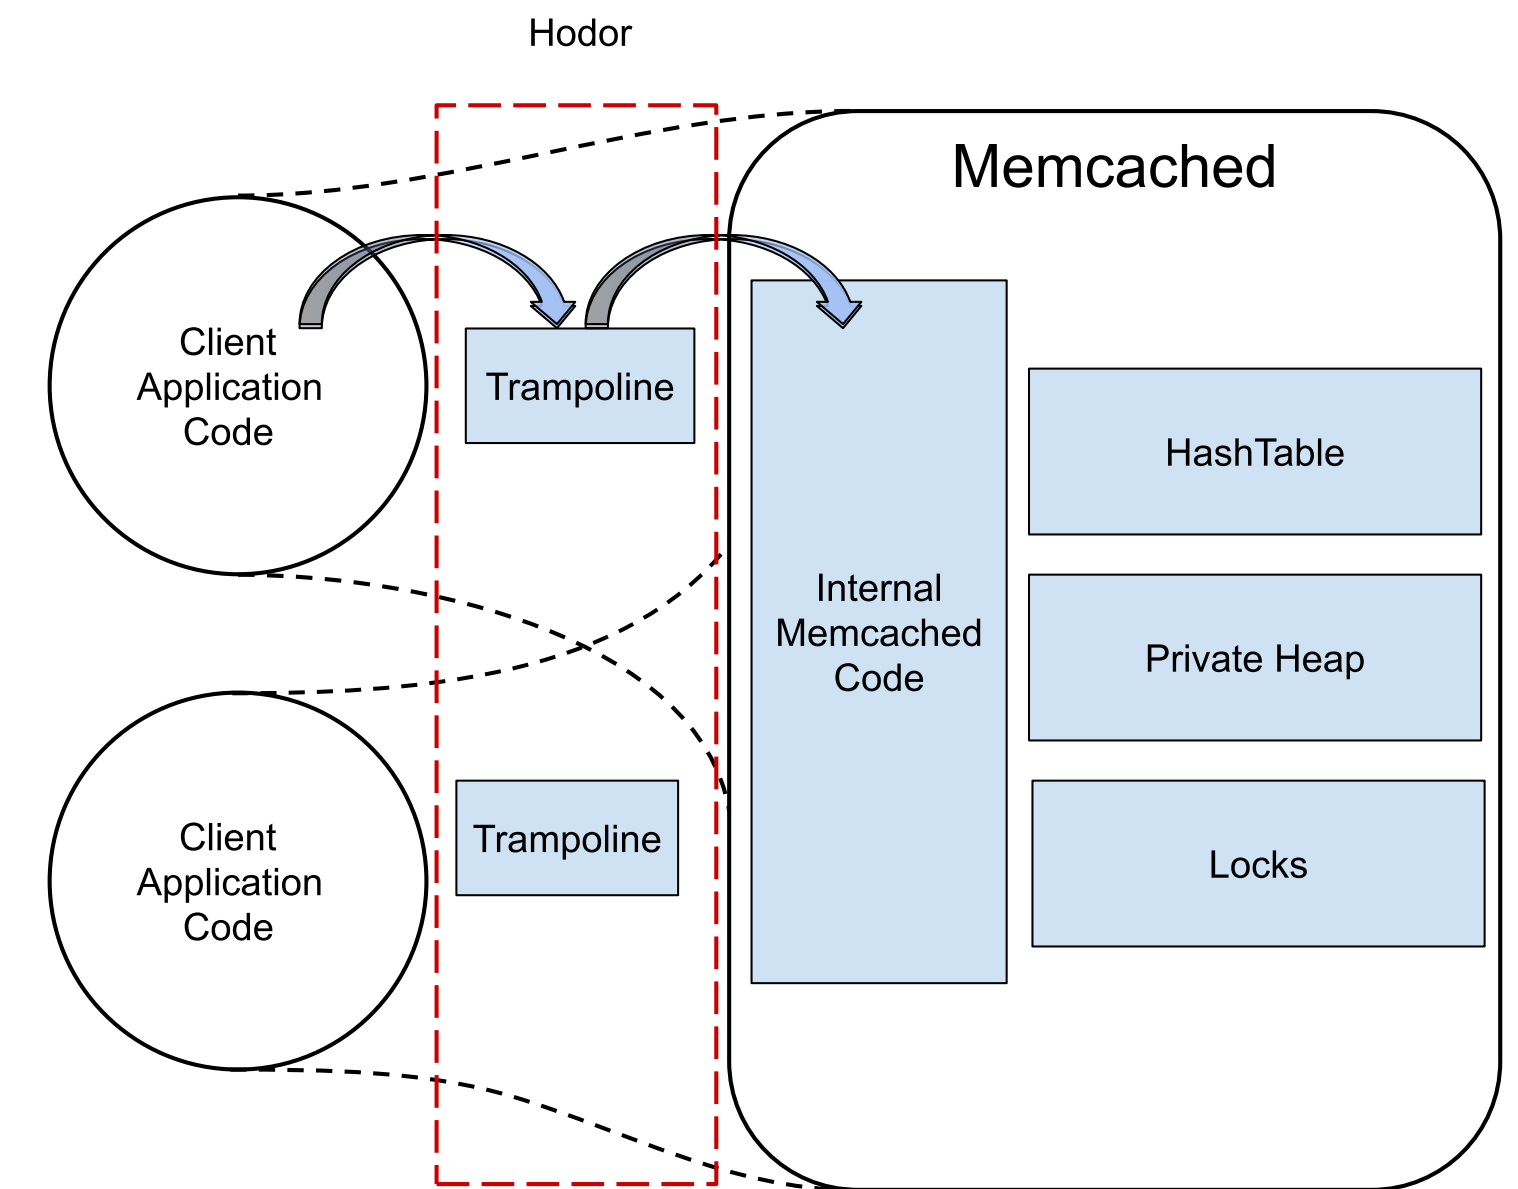 Hodor
Memcached
Client
Application
Code
Trampoline
HashTable
Internal
Memcached
Code
Private Heap
Client
Application
Code
Trampoline
Locks